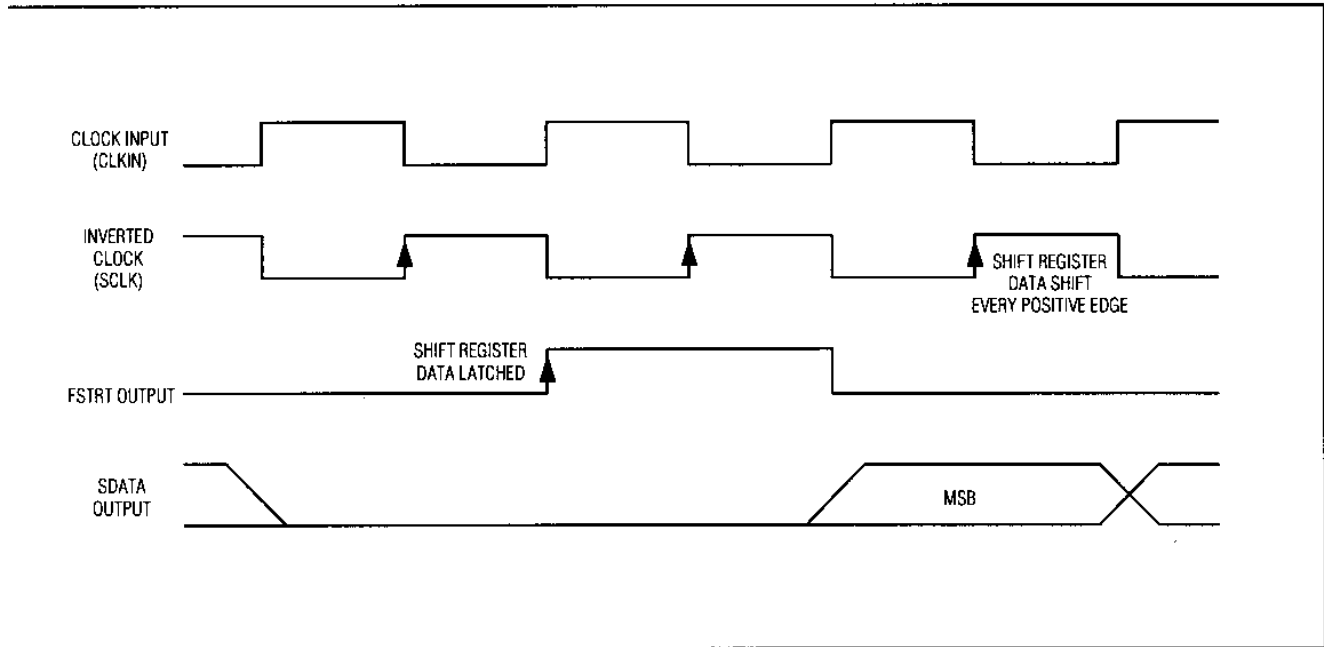 CLOCK INPUT
(CLKIN)
INVERTED
CLOCK
(SCLK)
SHIFT REGISTER
DATA SHIFT
EVERY POSITIVE EDGE
SHIFT REGISTER
DATA LATCHED
FSTRT OUTPUT
SDATA
OUTPUT
MSB